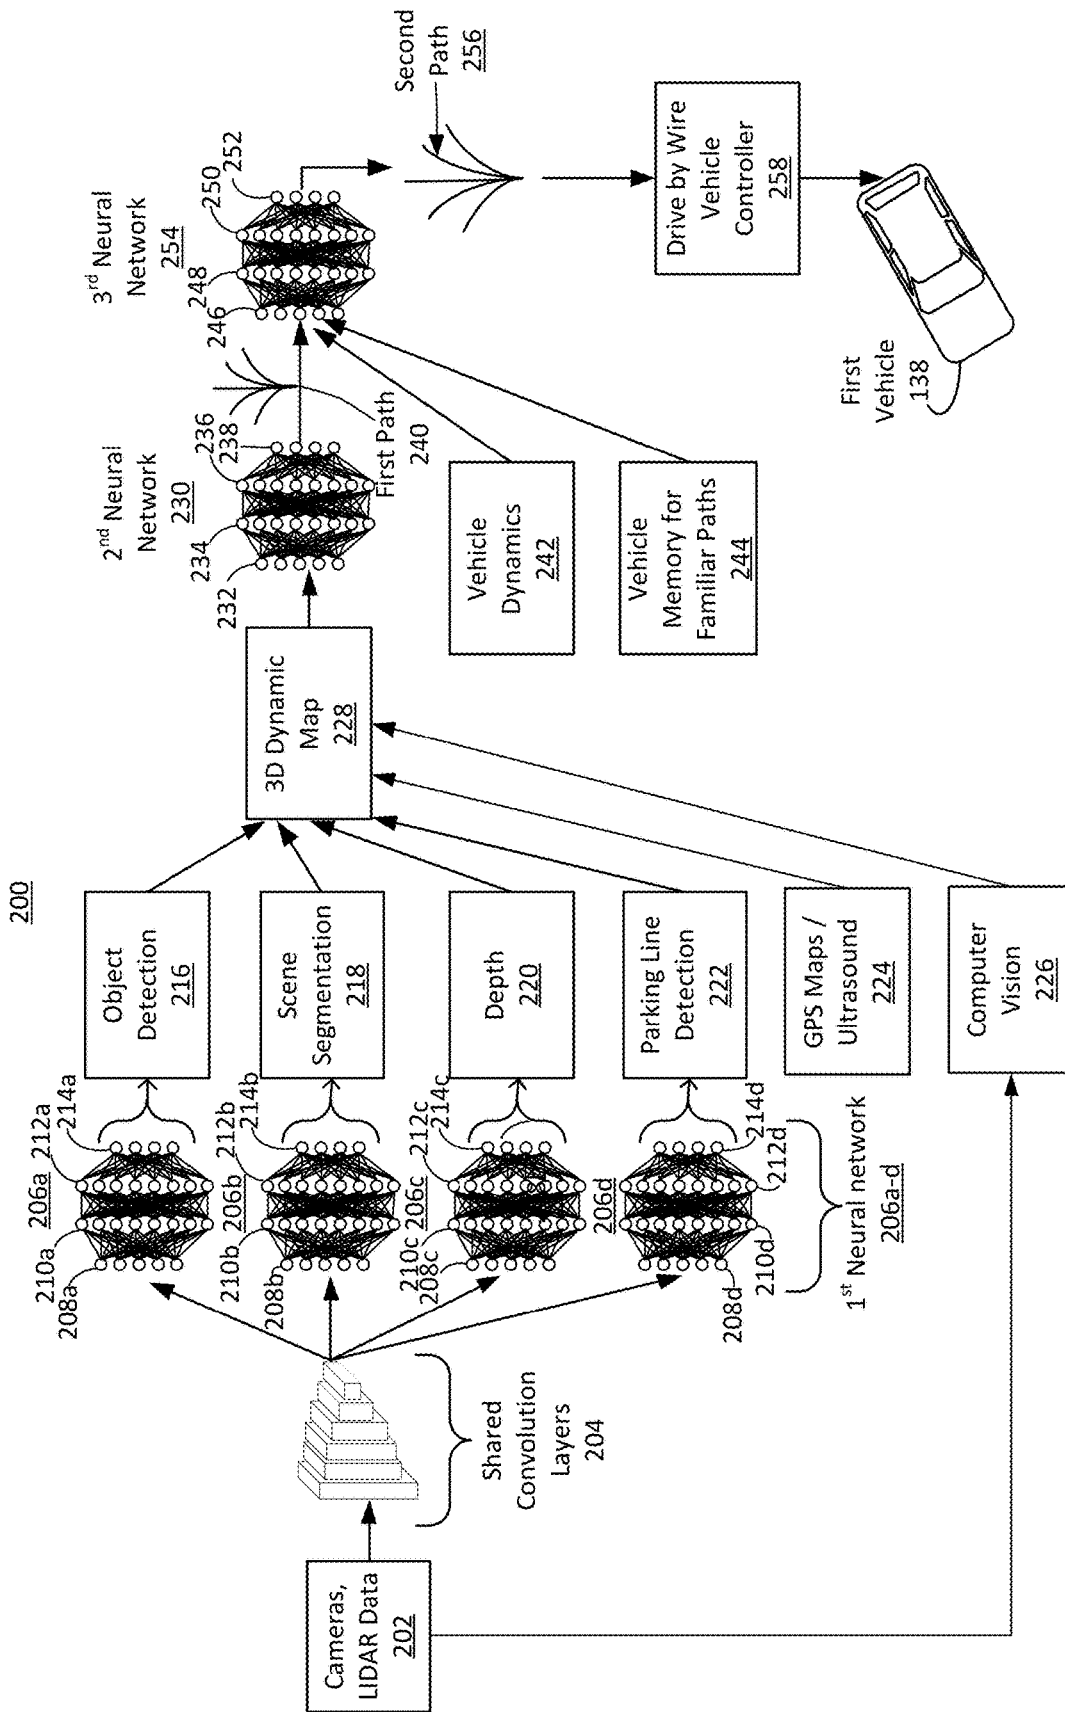 200
Cameras,
LIDAR Data
202
Shared
Convolution
Layers
204
208a
210a
206a
212a
214a
208b
210b
206b
212b
214b
208c
210c
206c
212c
214c
206d
208d
210d
212d
214d
1st Neural network
206a-d
Object
Detection
216
Scene
Segmentation
218
Depth
220
Parking Line
Detection
222
GPS Maps /
Ultrasound
224
Computer
Vision
226
3D Dynamic
Map
228
2nd Neural
Network
230
232
234
236
238
First Path
240
Vehicle
Dynamics
242
Vehicle
Memory for
Familiar Paths
244
3rd Neural
Network
254
246
248
250
252
Second
Path
256
Drive by Wire
Vehicle
Controller
258
First
Vehicle
138